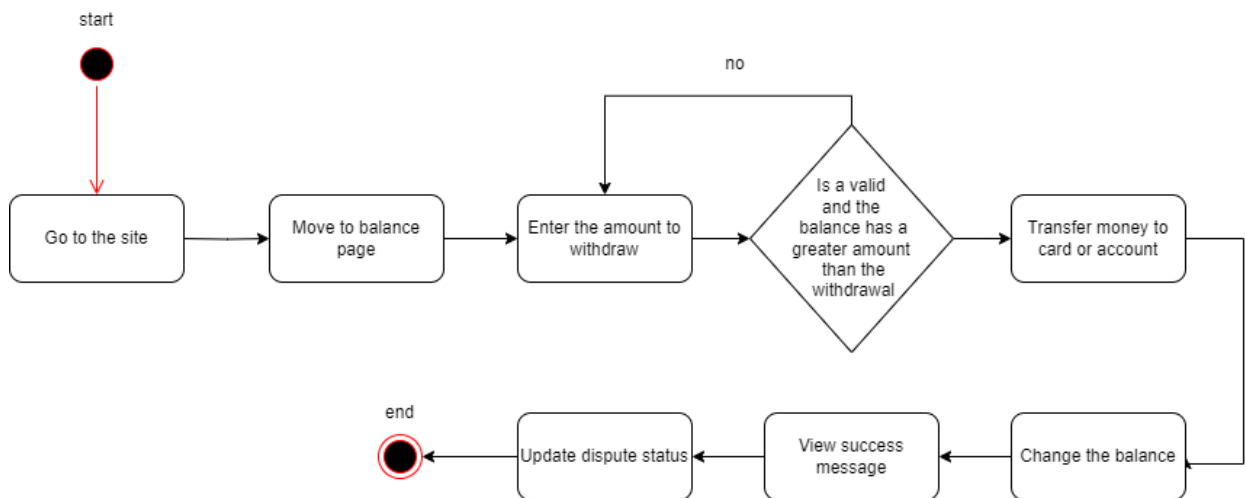 start
no
Go to the site
Move to balance
page
Enter the amount to
withdraw
Is a valid
and the
balance has a
greater amount
than the
withdrawal
Transfer money to
card or account
end
Update dispute status
View success
message
Change the balance